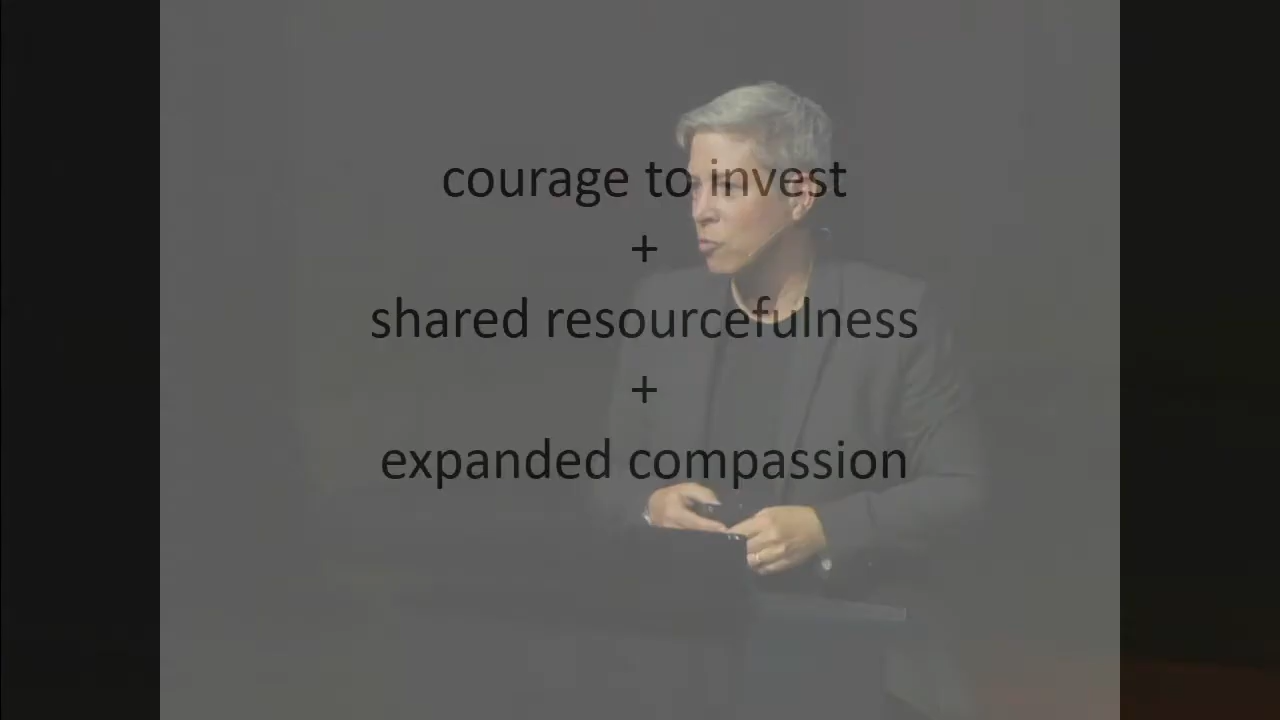 courage to invest
+
shared resourcefulness
+
expanded compassion